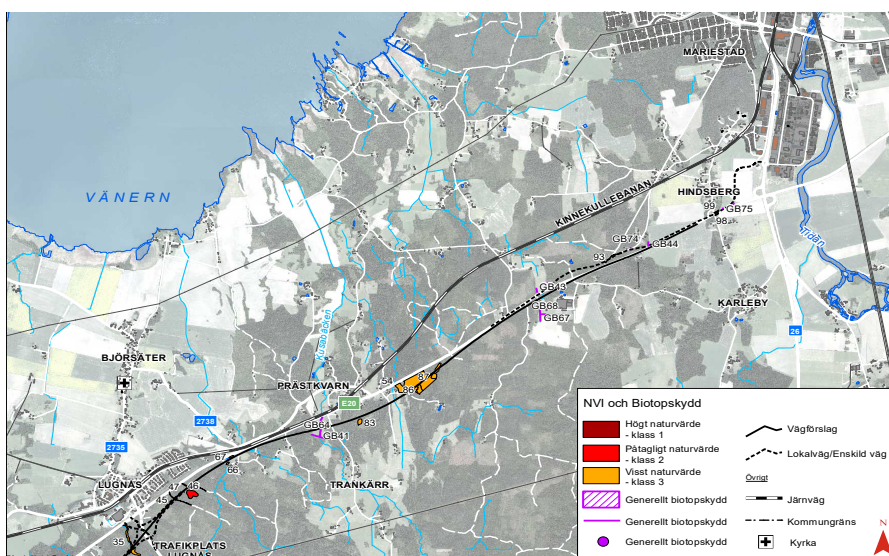 MARIESTAD
VÄNERN
KINNEKULLEBANAN
HINDSBERG
99
GB75
98
Tidan
GB74
GB44
93
GB43
GB68
GB67
KARLEBY
26
Kusabäcken
BJÖRSÄTER
PRÄSTKVARN
54
87
86
E20
83
2738
GB64
GB41
2735
67
66
LUGNÅS
TRANKÄRR
47
46
45
35
TRAFIKPLATS
LUGNÅS
NVI och Biotopskydd
Högt naturvärde
- klass 1
Påtagligt naturvärde
- klass 2
Visst naturvärde
- klass 3
Generellt biotopskydd
Generellt biotopskydd
Generellt biotopskydd
Vägförslag
Lokalväg/Enskild väg
Övrigt
Järnväg
Kommungräns
Kyrka
N